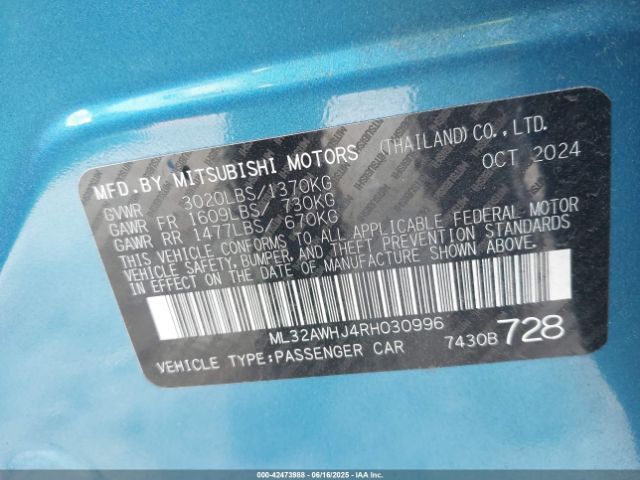 MFD.BY MITSUBISHI MOTORS (THAILAND) CO., LTD.
GVWR 3020LBS/1370KG OCT 2024
GAWR FR 1609LBS/ 730KG
GAWR RR 1477LBS/ 670KG
THIS VEHICLE CONFORMS TO ALL APPLICABLE FEDERAL MOTOR
VEHICLE SAFETY, BUMPER, AND THEFT PREVENTION STANDARDS
IN EFFECT ON THE DATE OF MANUFACTURE SHOWN ABOVE.
ML32AWHJ4RH030996
VEHICLE TYPE:PASSENGER CAR 7430B 728
000-42473988 - 06/16/2025 - IAAI.com